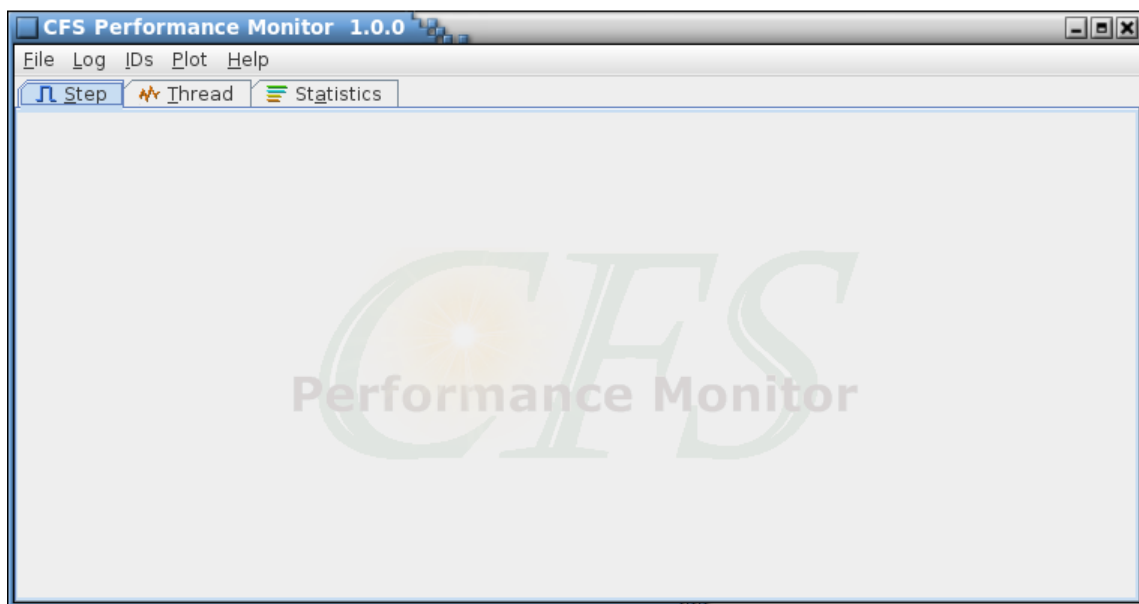 CFS Performance Monitor 1.0.0
File Log IDs Plot Help
Step Thread Statistics
CFS
Performance Monitor